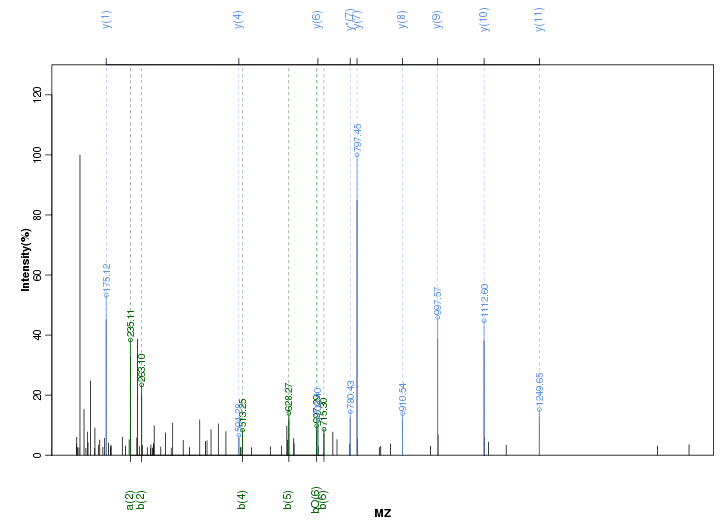 y(1)
y(4)
y(6)
y(7)
y(8)
y(9)
y(10)
y(11)
Intensity(%)
0
20
40
60
80
100
120
175.12
235.11
263.10
513.25
628.27
715.30
780.43
797.45
910.54
997.57
1112.60
1249.65
a(2)
b(2)
b(4)
b(5)
b(6)
MZ